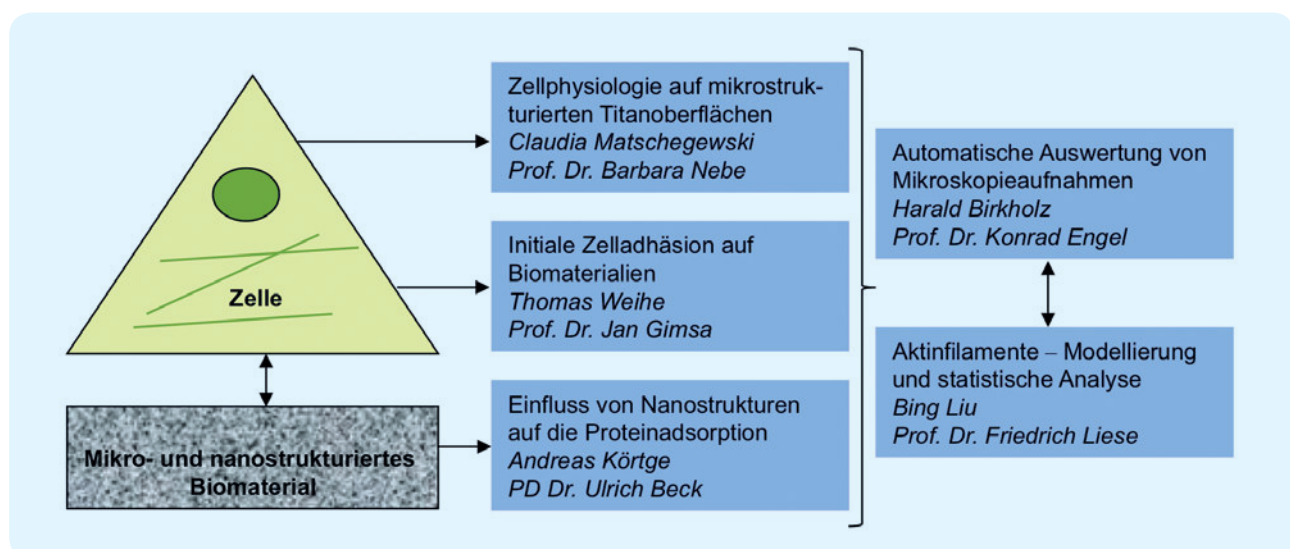 Zelle
Mikro- und nanostrukturiertes
Biomaterial
Zellphysiologie auf mikrostruk-
turierten Titanoberflächen
Claudia Matschegewski
Prof. Dr. Barbara Nebe
Initiale Zelladhäsion auf
Biomaterialien
Thomas Weihe
Prof. Dr. Jan Gimsa
Einfluss von Nanostrukturen
auf die Proteinadsorption
Andreas Körtge
PD Dr. Ulrich Beck
Automatische Auswertung von
Mikroskopieaufnahmen
Harald Birkholz
Prof. Dr. Konrad Engel
Aktinfilamente – Modellierung
und statistische Analyse
Bing Liu
Prof. Dr. Friedrich Liese